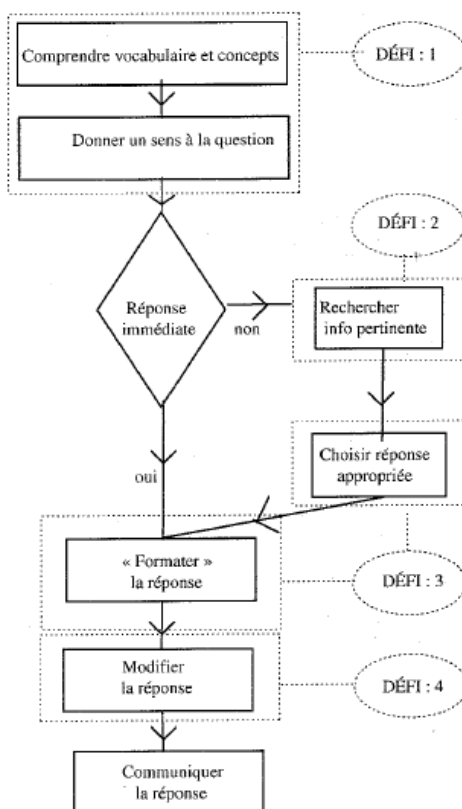 Comprendre vocabulaire et concepts
DÉFI : 1
Donner un sens à la question
DÉFI : 2
Réponse
immédiate
non
Rechercher
info pertinente
oui
Choisir réponse
appropriée
« Formater »
la réponse
DÉFI : 3
Modifier
la réponse
DÉFI : 4
Communiquer
la réponse